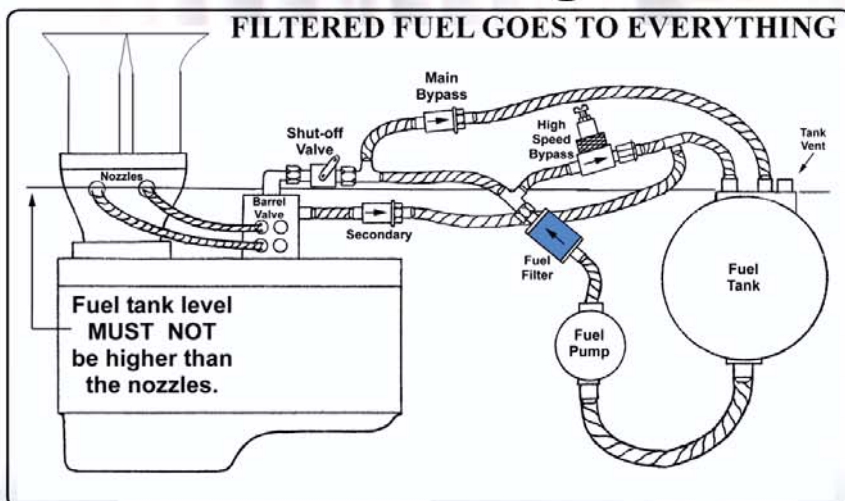 FILTERED FUEL GOES TO EVERYTHING
Main
Bypass
Shut-off
Valve
High
Speed
Bypass
Tank
Vent
Nozzles
Barrel
Valve
Secondary
Fuel
Filter
Fuel
Tank
Fuel
Pump
Fuel tank level
MUST NOT
be higher than
the nozzles.